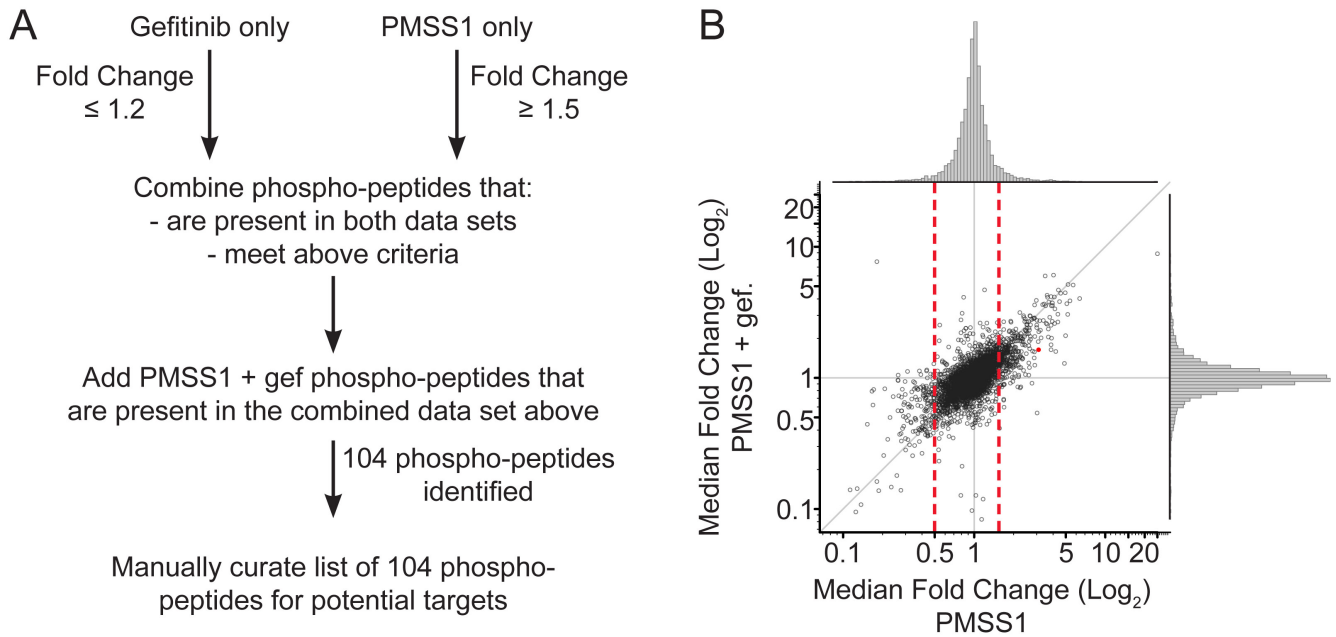 A
Gefitinib only
PMSS1 only
Fold Change
≤ 1.2
Fold Change
≥ 1.5
Combine phospho-peptides that:
- are present in both data sets
- meet above criteria
Add PMSS1 + gef phospho-peptides that
are present in the combined data set above
104 phospho-peptides
identified
Manually curate list of 104 phospho-
peptides for potential targets
B
Median Fold Change (Log2)
PMSS1 + gef.
20
10
5
1
0.5
0.1
0.1 0.5 1 5 10 20
Median Fold Change (Log2)
PMSS1